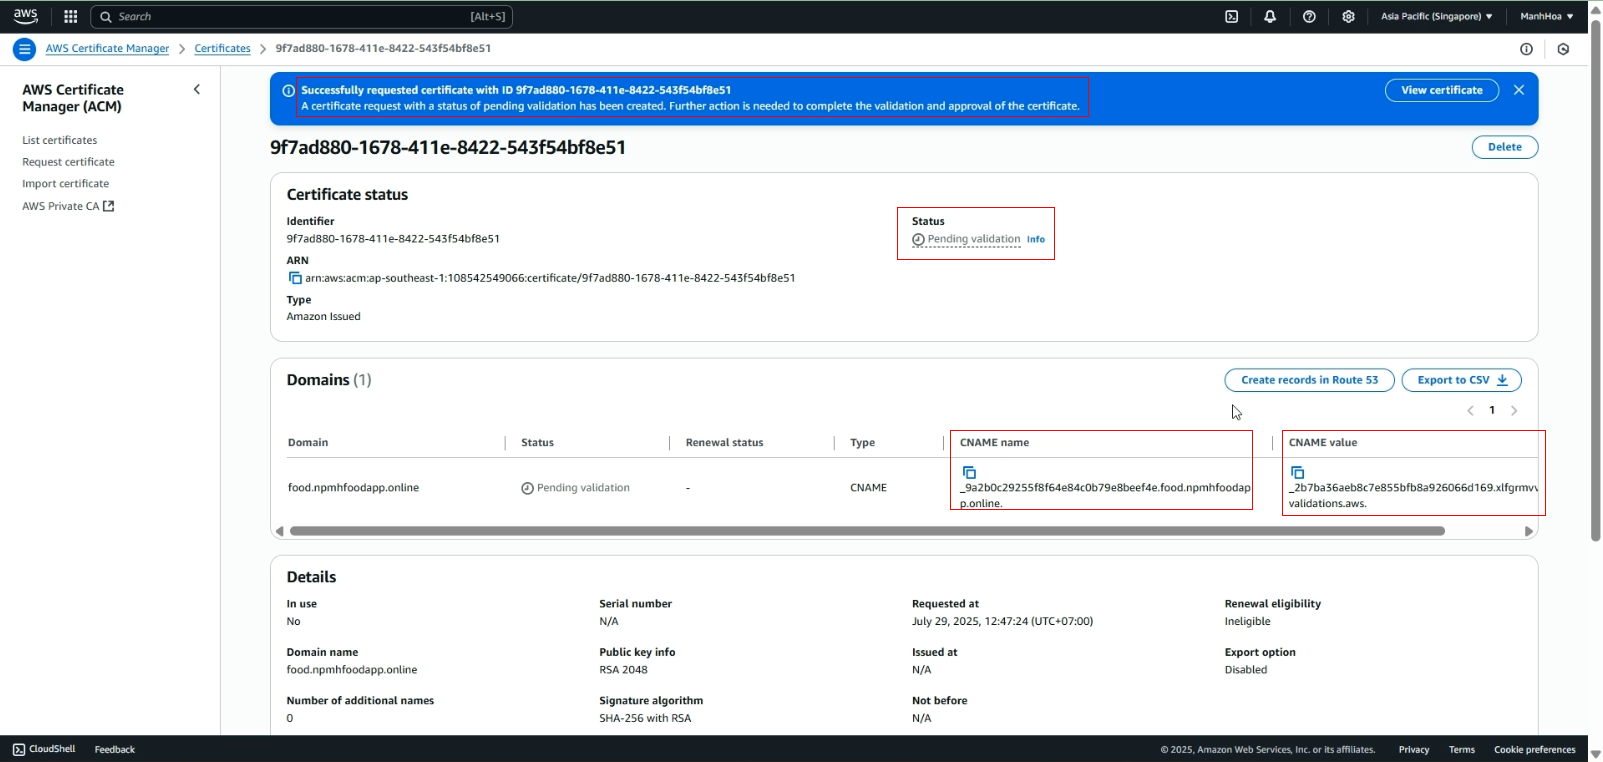 aws
Search
[Alt+S]
Asia Pacific (Singapore)
ManhHoa
AWS Certificate Manager
Certificates
9f7ad880-1678-411e-8422-543f54bf8e51
AWS Certificate
Manager (ACM)
List certificates
Request certificate
Import certificate
AWS Private CA
Successfully requested certificate with ID 9f7ad880-1678-411e-8422-543f54bf8e51
A certificate request with a status of pending validation has been created. Further action is needed to complete the validation and approval of the certificate.
View certificate
9f7ad880-1678-411e-8422-543f54bf8e51
Delete
Certificate status
Identifier
9f7ad880-1678-411e-8422-543f54bf8e51
Status
Pending validation Info
ARN
arn:aws:acm:ap-southeast-1:108542549066:certificate/9f7ad880-1678-411e-8422-543f54bf8e51
Type
Amazon Issued
Domains (1)
Create records in Route 53
Export to CSV
1
Domain
Status
Renewal status
Type
CNAME name
CNAME value
food.npmhfoodapp.online
Pending validation
-
CNAME
_9a2b0c29255f8f64e84c0b79e8beef4e.food.npmhfoodap
p.online.
_2b7ba36aeb8c7e855bfb8a926066d169.xlfgrmvv
validations.aws.
Details
In use
No
Serial number
N/A
Requested at
July 29, 2025, 12:47:24 (UTC+07:00)
Renewal eligibility
Ineligible
Domain name
food.npmhfoodapp.online
Public key info
RSA 2048
Issued at
N/A
Export option
Disabled
Number of additional names
0
Signature algorithm
SHA-256 with RSA
Not before
N/A
CloudShell
Feedback
© 2025, Amazon Web Services, Inc. or its affiliates.
Privacy
Terms
Cookie preferences